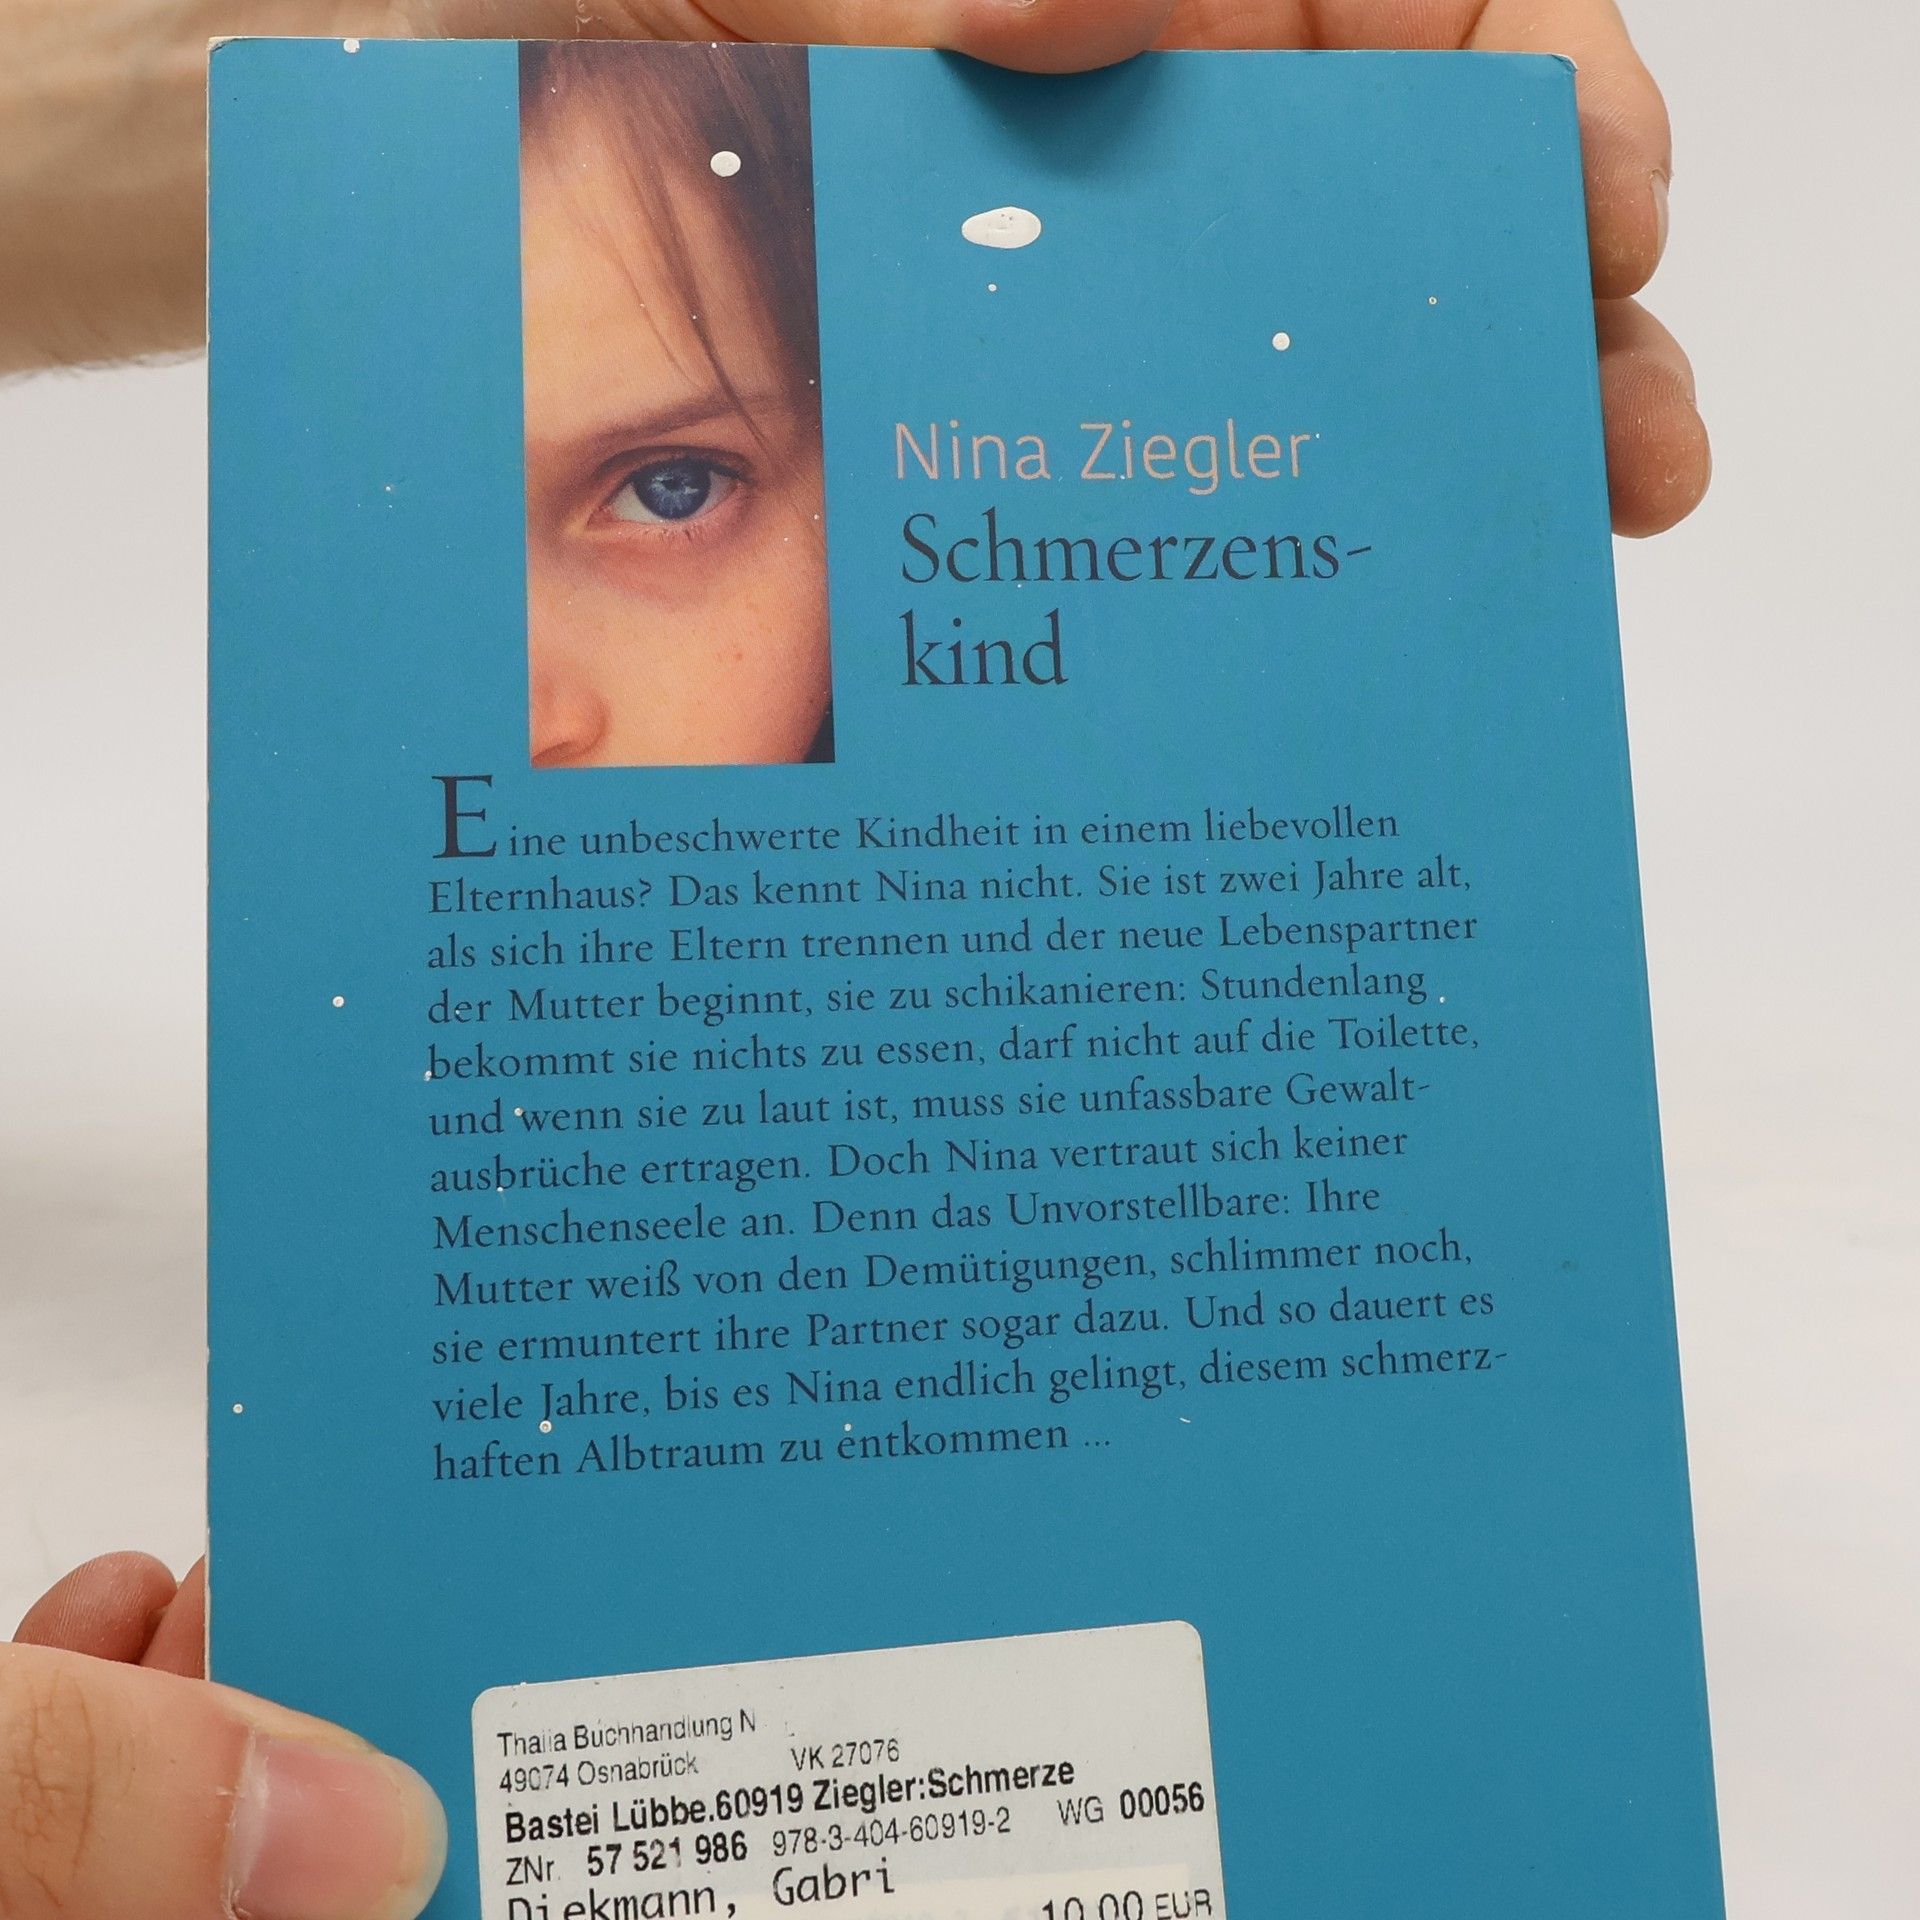 Nina Ziegler
Schmerzens-
kind
Eine unbeschwerte Kindheit in einem liebevollen
Elternhaus? Das kennt Nina nicht. Sie ist zwei Jahre alt,
als sich ihre Eltern trennen und der neue Lebenspartner
der Mutter beginnt, sie zu schikanieren: Stundenlang
bekommt sie nichts zu essen, darf nicht auf die Toilette,
und wenn sie zu laut ist, muss sie unfassbare Gewalt-
ausbrüche ertragen. Doch Nina vertraut sich keiner
Menschenseele an. Denn das Unvorstellbare: Ihre
Mutter weiß von den Demütigungen, schlimmer noch,
sie ermuntert ihre Partner sogar dazu. Und so dauert es
viele Jahre, bis es Nina endlich gelingt, diesem schmerz-
haften Albtraum zu entkommen ...
Thalia Buchhandlung N
49074 Osnabrück VK 27076
Bastei Lübbe.60919 Ziegler:Schmerze
ZNr. 57 521 986 978-3-404-60919-2 WG 00056
Diekmann, Gabri
10,00 EUR